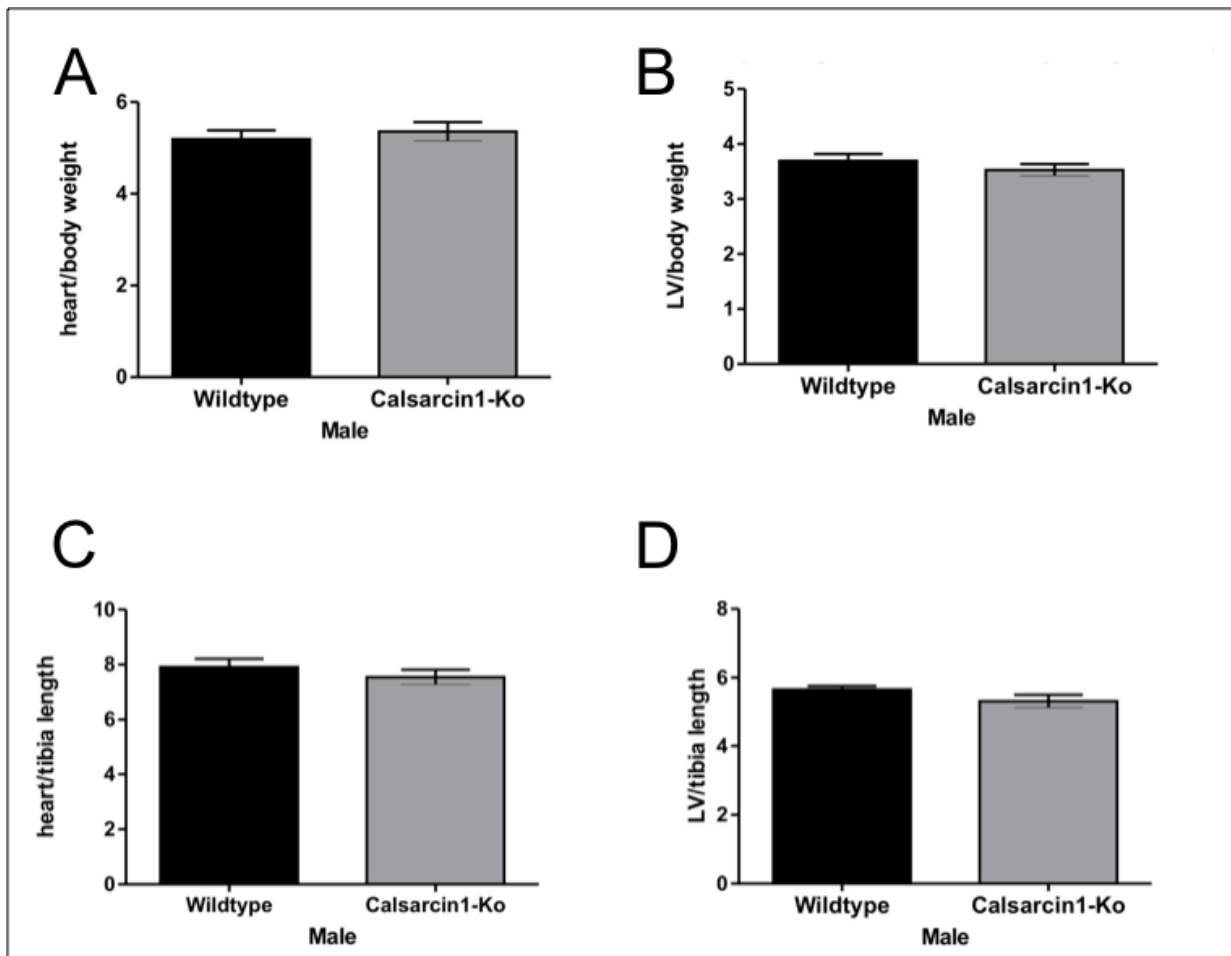 A
6
4
2
0
heart/body weight
Wildtype Calsarcin1-Ko
Male
B
5
4
3
2
1
0
LV/body weight
Wildtype Calsarcin1-Ko
Male
C
10
8
6
4
2
0
heart/tibia length
Wildtype Calsarcin1-Ko
Male
D
8
6
4
2
0
LV/tibia length
Wildtype Calsarcin1-Ko
Male